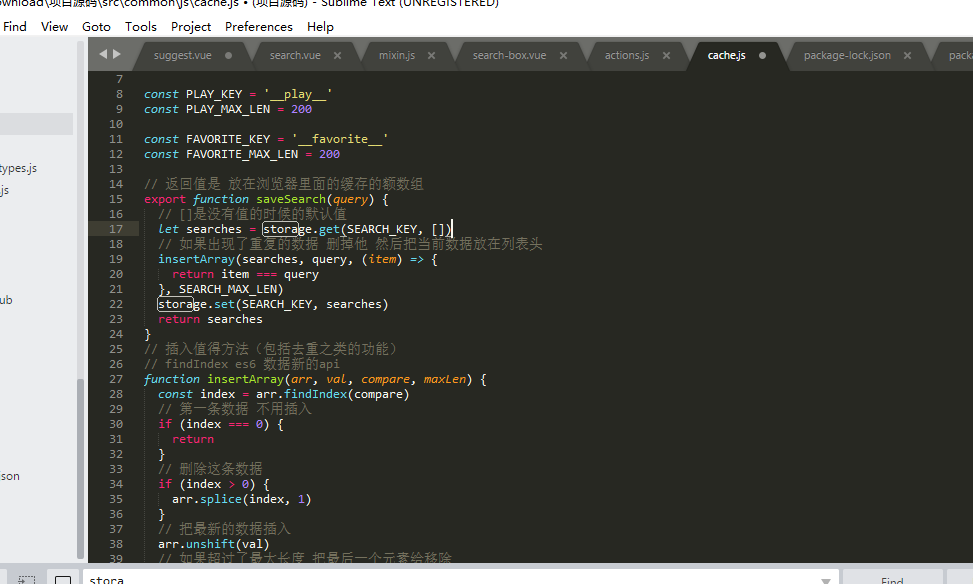 ownload\项目源码\src\common\js\cache.js • (项目源码) - Sublime Text (UNREGISTERED)
Find View Goto Tools Project Preferences Help
suggest.vue search.vue mixin.js search-box.vue actions.js cache.js package-lock.json pack
types.js
.js
ub
son
7
8 const PLAY_KEY = '__play__'
9 const PLAY_MAX_LEN = 200
10
11 const FAVORITE_KEY = '__favorite__'
12 const FAVORITE_MAX_LEN = 200
13
14 // 返回值是 放在浏览器里面的缓存的额数组
15 export function saveSearch(query) {
16 // []是没有值的时候的默认值
17 let searches = storage.get(SEARCH_KEY, [])
18 // 如果出现了重复的数据 删掉他 然后把当前数据放在列表头
19 insertArray(searches, query, (item) => {
20 return item === query
21 }, SEARCH_MAX_LEN)
22 storage.set(SEARCH_KEY, searches)
23 return searches
24 }
25 // 插入值得方法（包括去重之类的功能）
26 // findIndex es6 数据新的api
27 function insertArray(arr, val, compare, maxLen) {
28 const index = arr.findIndex(compare)
29 // 第一条数据 不用插入
30 if (index === 0) {
31 return
32 }
33 // 删除这条数据
34 if (index > 0) {
35 arr.splice(index, 1)
36 }
37 // 把最新的数据插入
38 arr.unshift(val)
39 // 如果超过了最大长度 把最后一个元素给移除
stora Find